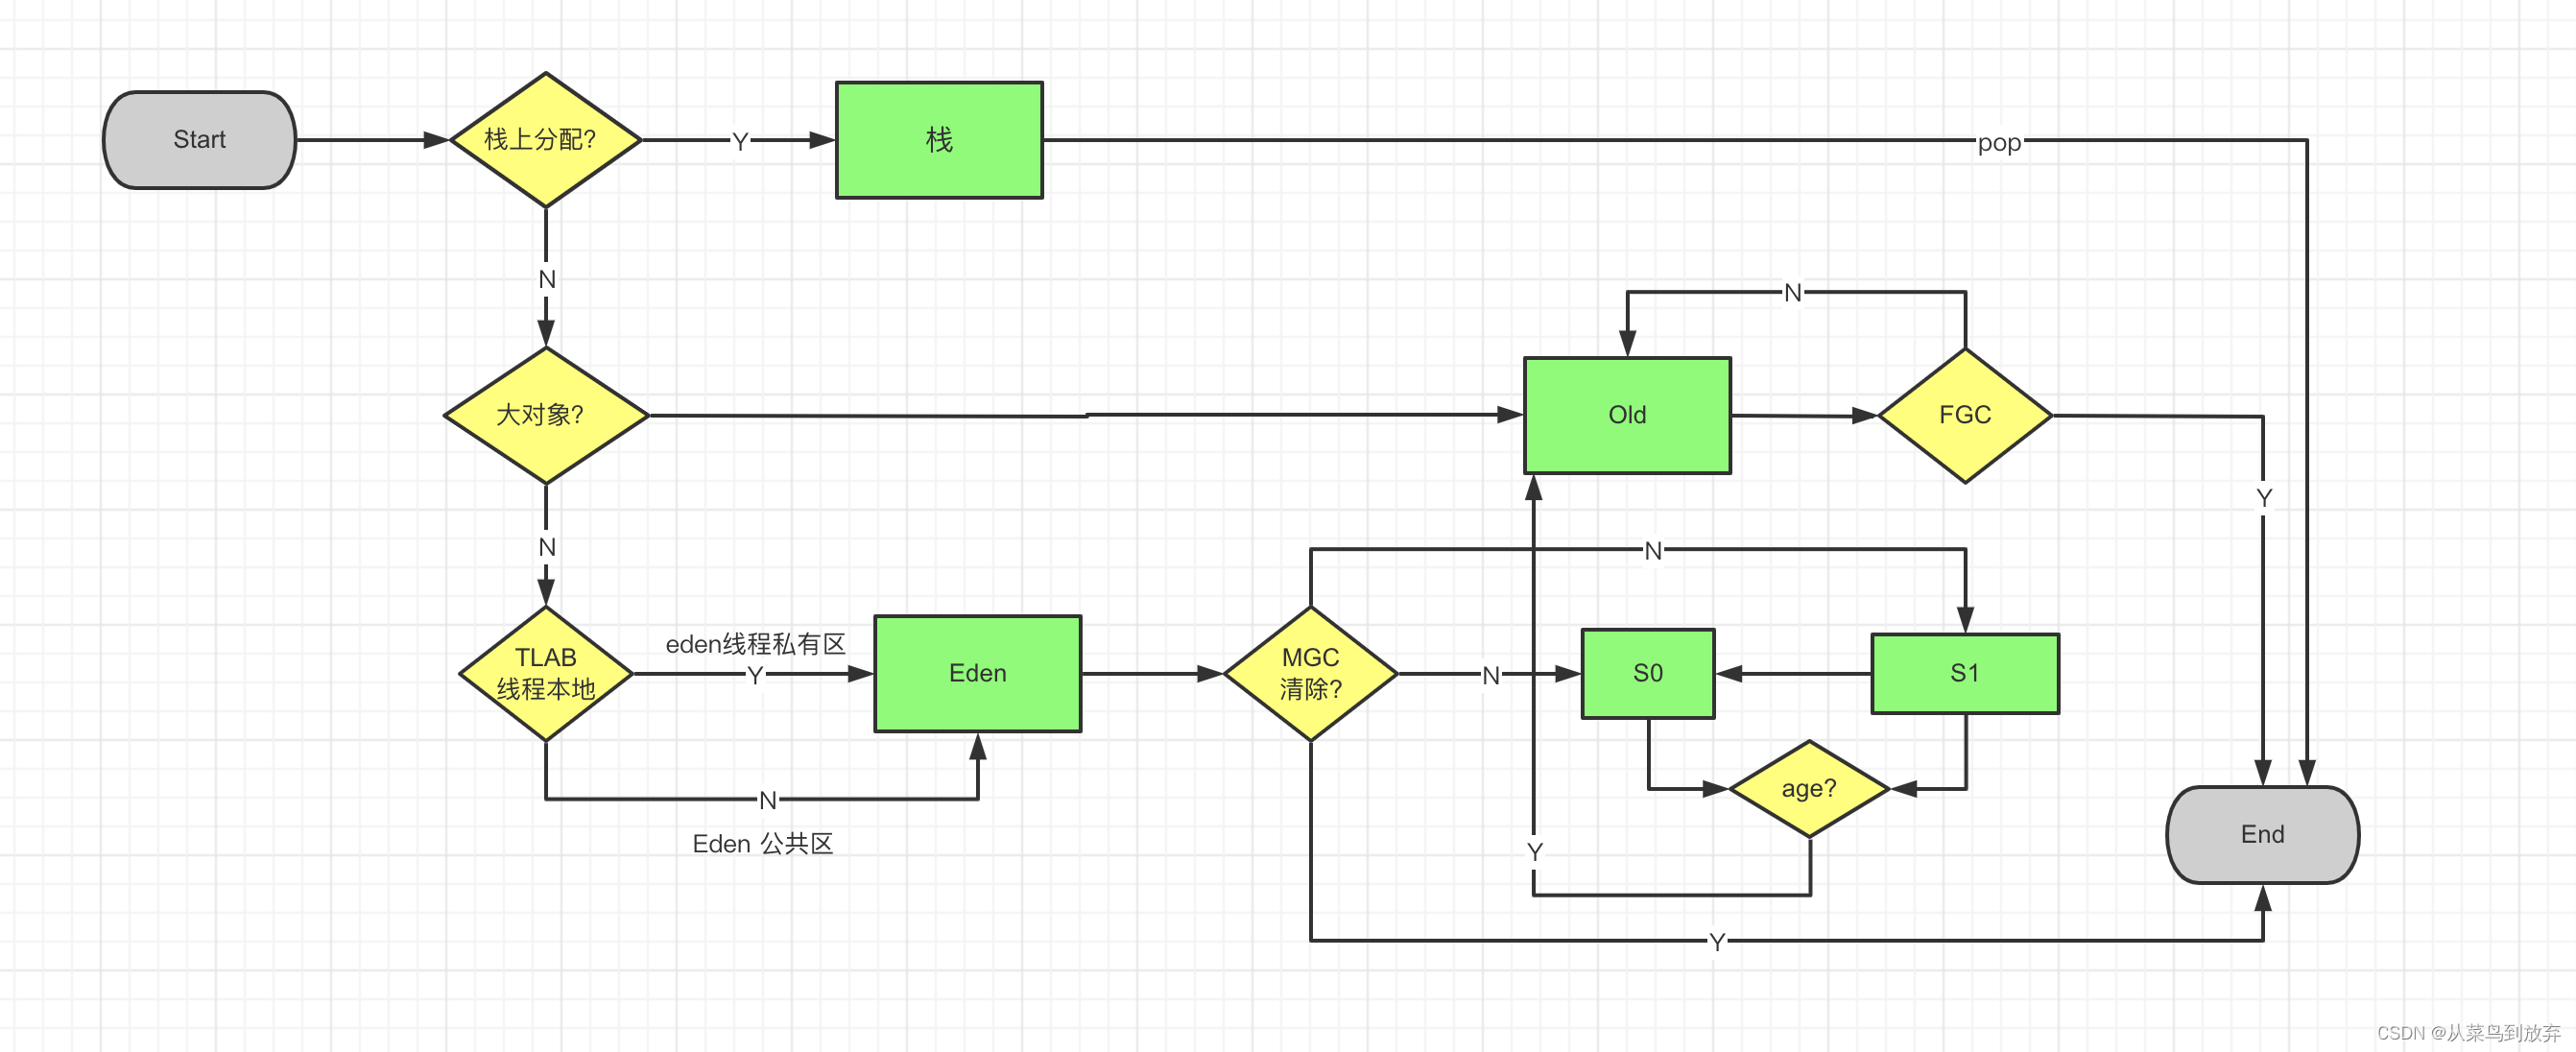 Start
栈上分配?
Y
栈
pop
N
N
大对象?
Old
FGC
Y
N
N
TLAB
线程本地
eden线程私有区
Y
Eden
MGC
清除?
N
S0
S1
age?
N
Eden 公共区
Y
End
Y
CSDN @从菜鸟到放弃